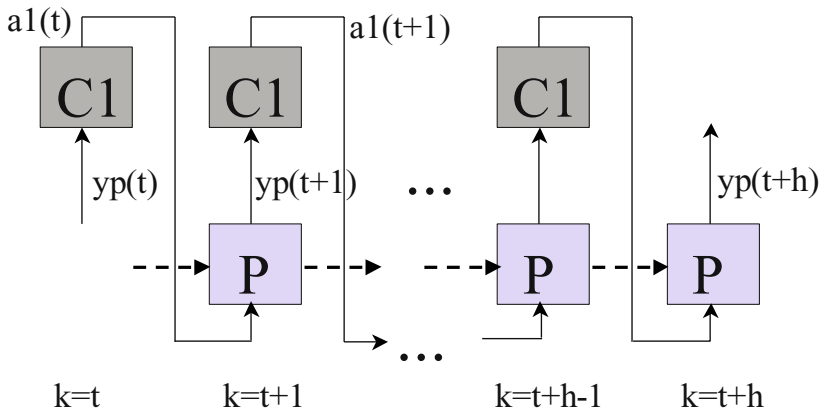 a1(t)
a1(t+1)
C1
C1
C1
yp(t)
yp(t+1)
...
yp(t+h)
P
P
P
...
k=t
k=t+1
k=t+h-1
k=t+h